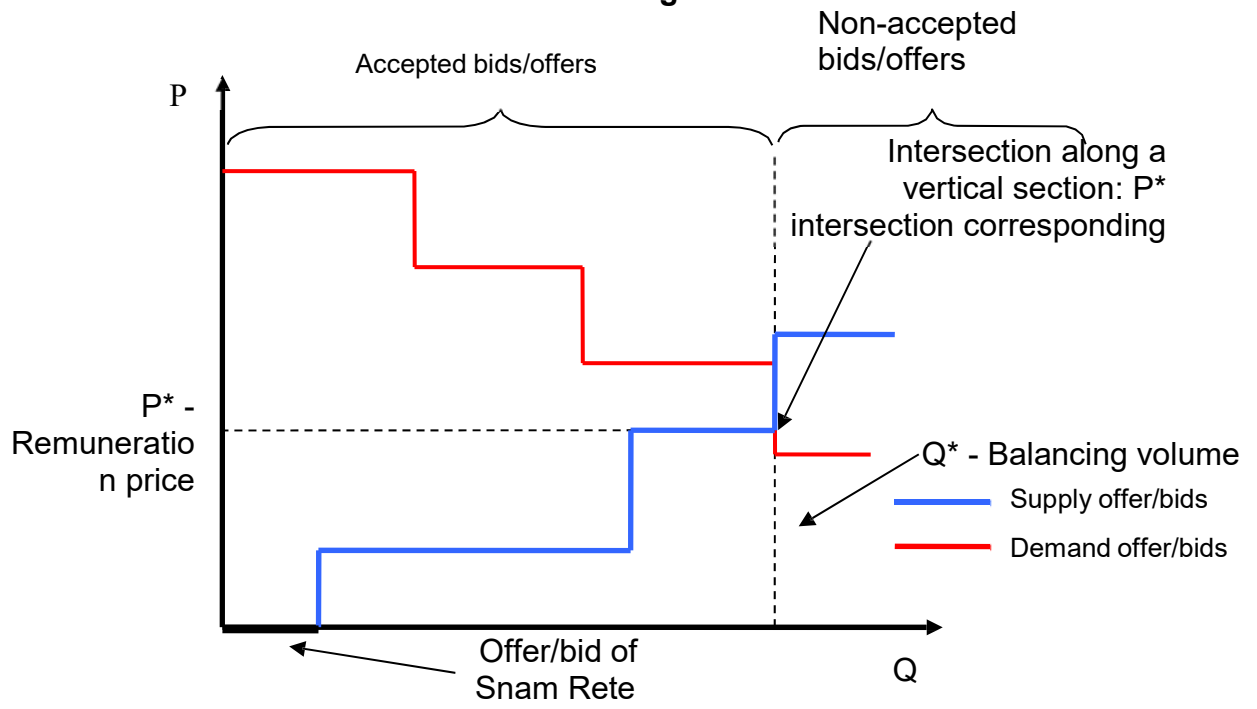 Non-accepted
bids/offers
Accepted bids/offers
P
Intersection along a
vertical section: P*
intersection corresponding
P* -
Remuneratio
n price
Q* - Balancing volume
Supply offer/bids
Demand offer/bids
Offer/bid of
Snam Rete
Q